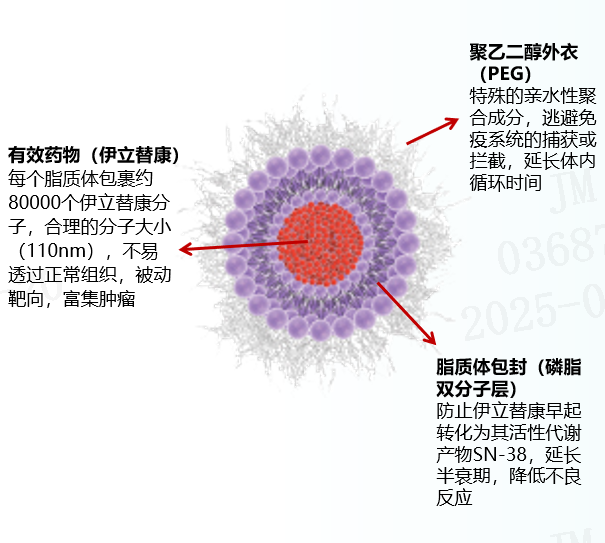 聚乙二醇外衣
（PEG）
特殊的亲水性聚
合成分，逃避免
疫系统的捕获或
拦截，延长体内
循环时间
有效药物（伊立替康）
每个脂质体包裹约
80000个伊立替康分
子，合理的分子大小
（110nm），不易
透过正常组织，被动
靶向，富集肿瘤
脂质体包封（磷脂
双分子层）
防止伊立替康早起
转化为其活性代谢
产物SN-38，延长
半衰期，降低不良
反应
JM
03687
2025-0
JM